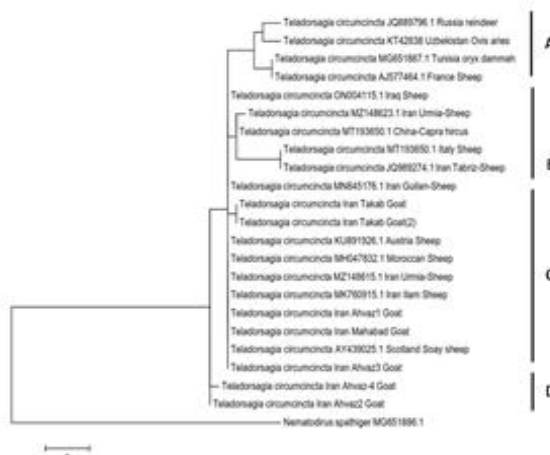 Teladorsagia circumcincta JQ889796.1 Russia reindeer
A
Teladorsagia circumcincta KT42838 Uzbekistan Ovis aries
Teladorsagia circumcincta MG651867.1 Tunisia oryx dammah
Teladorsagia circumcincta AJ577464.1 France Sheep
Teladorsagia circumcincta ON004115.1 Iraq Sheep
Teladorsagia circumcincta MZ148623.1 Iran Urmia-Sheep
Teladorsagia circumcincta MT193650.1 China-Capra hircus
Teladorsagia circumcincta MT193650.1 Italy Sheep
Teladorsagia circumcincta JQ989274.1 Iran Tabriz-Sheep
Teladorsagia circumcincta MN845176.1 Iran Guilan-Sheep
Teladorsagia circumcincta Iran Takab Goat
Teladorsagia circumcincta Iran Takab Goat(2)
Teladorsagia circumcincta KU891926.1 Austria Sheep
Teladorsagia circumcincta MH047832.1 Moroccan Sheep
Teladorsagia circumcincta MZ148615.1 Iran Urmia-Sheep
Teladorsagia circumcincta MK760915.1 Iran Ilam Sheep
Teladorsagia circumcincta Iran Ahvaz1 Goat
Teladorsagia circumcincta Iran Mahabad Goat
Teladorsagia circumcincta AY439025.1 Scotland Soay sheep
Teladorsagia circumcincta Iran Ahvaz3 Goat
Teladorsagia circumcincta Iran Ahvaz-4 Goat
Teladorsagia circumcincta Iran Ahvaz2 Goat
Nematodirus spathiger MG651886.1